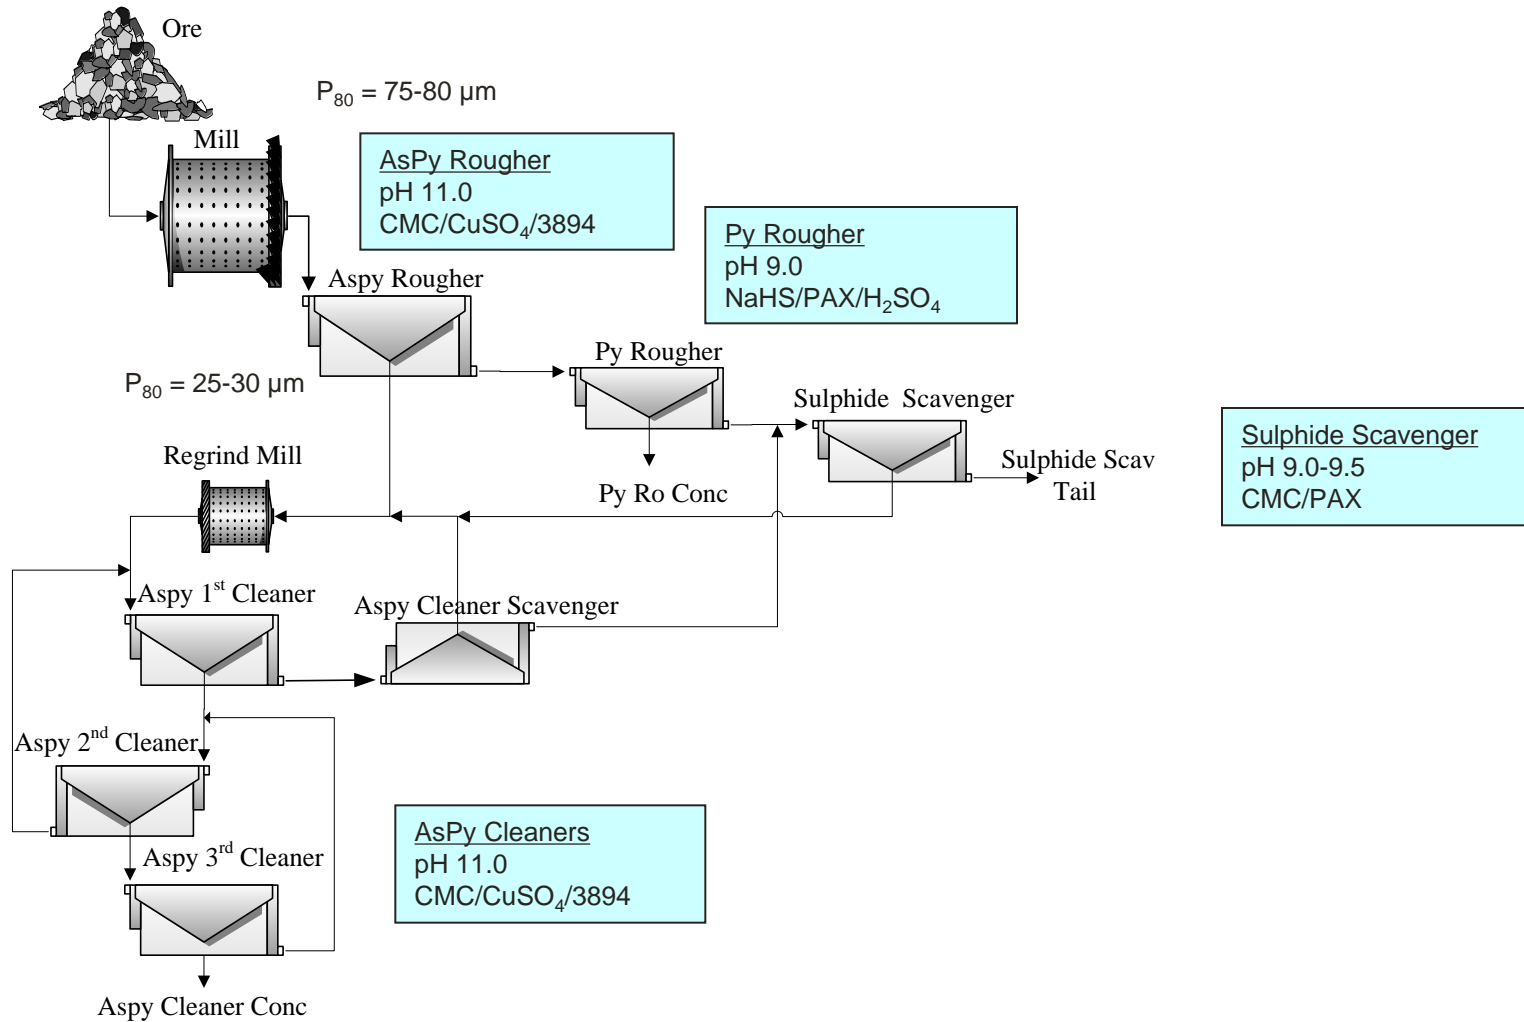 Ore
P80 = 75-80 µm
Mill
AsPy Rougher
pH 11.0
CMC/CuSO4/3894
Py Rougher
pH 9.0
NaHS/PAX/H2SO4
Aspy Rougher
Py Rougher
P80 = 25-30 µm
Sulphide Scavenger
Sulphide Scavenger
pH 9.0-9.5
CMC/PAX
Regrind Mill
Sulphide Scav
Tail
Py Ro Conc
Aspy 1st Cleaner
Aspy Cleaner Scavenger
Aspy 2nd Cleaner
AsPy Cleaners
pH 11.0
CMC/CuSO4/3894
Aspy 3rd Cleaner
Aspy Cleaner Conc